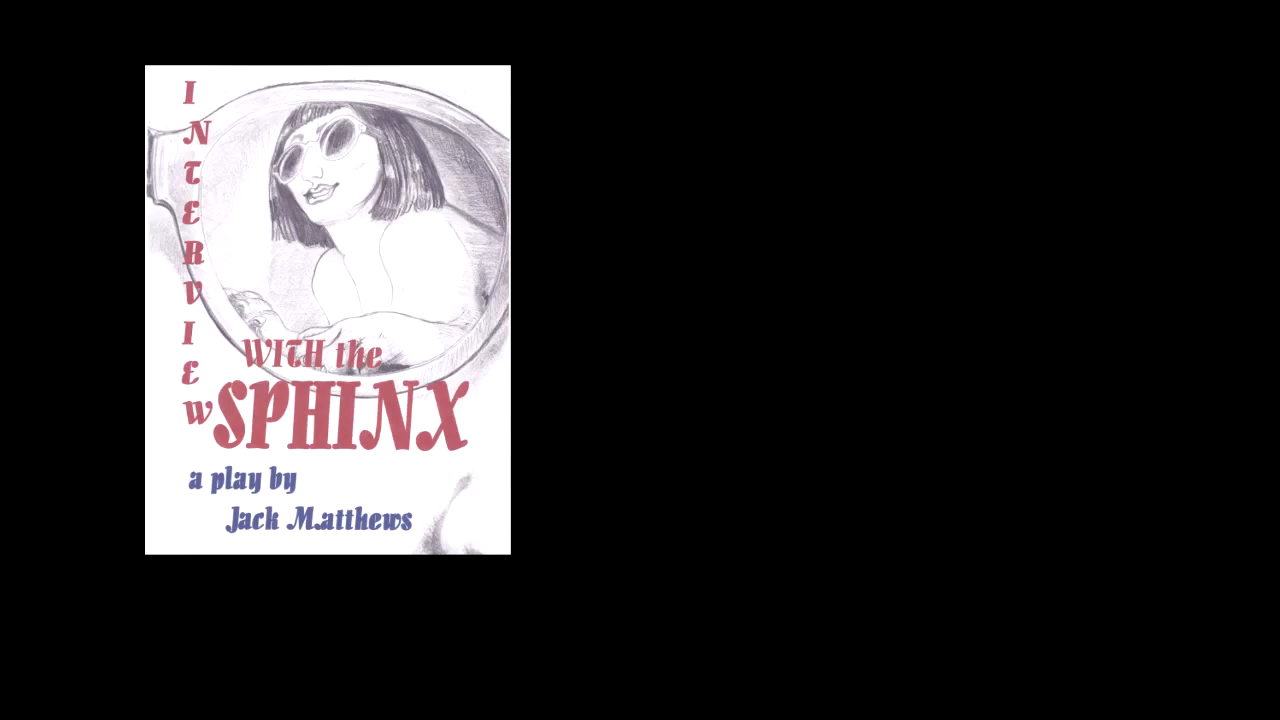 INTERVIEW
WITH the
SPHINX
a play by
Jack Matthews